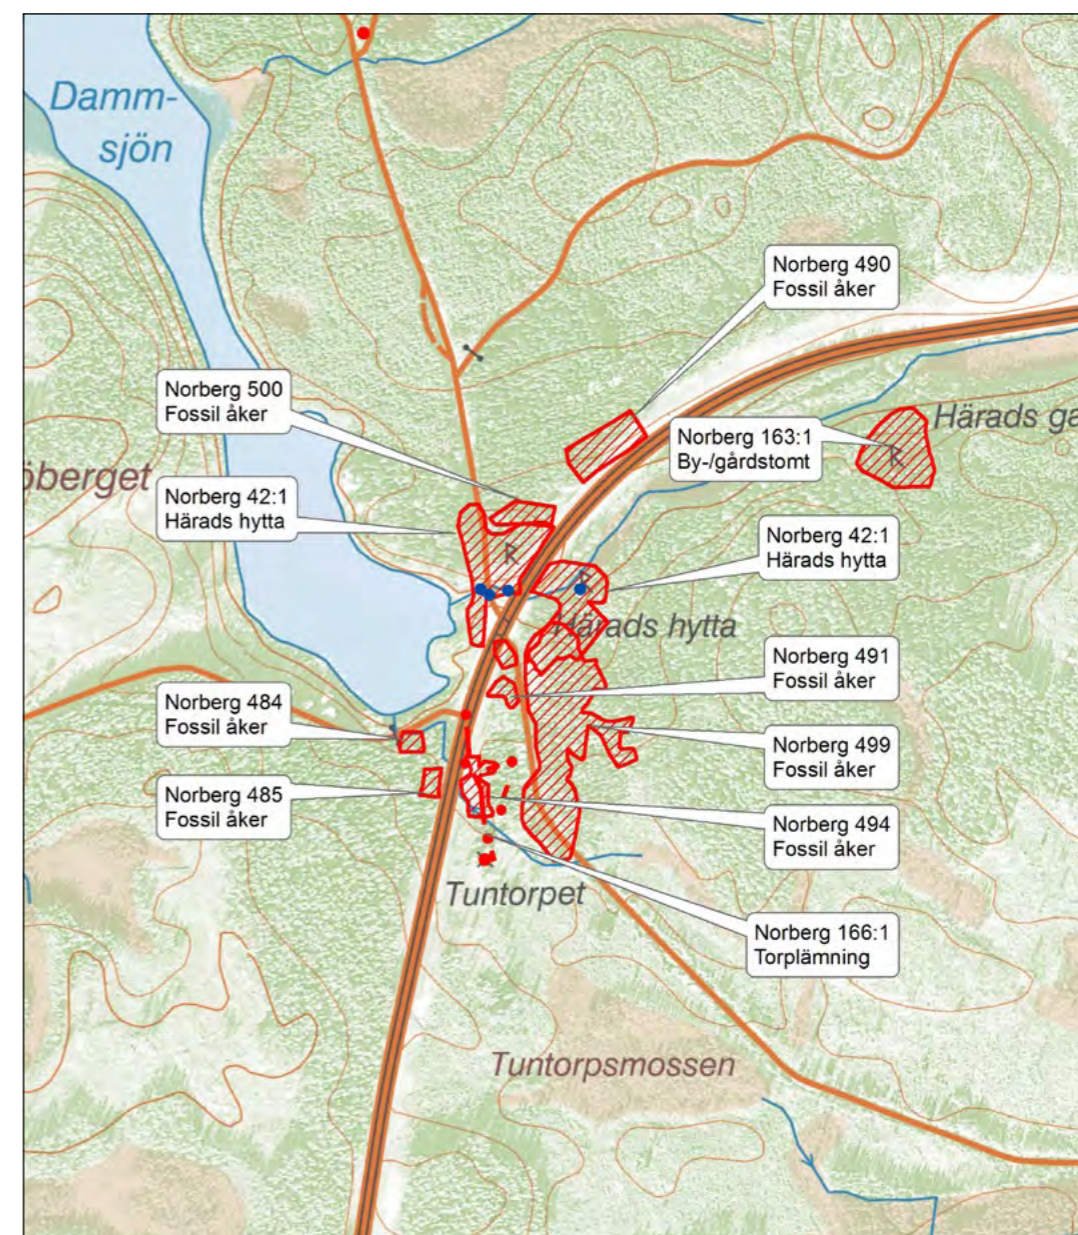 Damm-
sjön
Norberg 490
Fossil åker
Norberg 500
Fossil åker
Norberg 163:1
By-/gårdstomt
Härads ga
öberget
R
Norberg 42:1
Härads hytta
R
Norberg 42:1
Härads hytta
R
Härads hytta
Norberg 491
Fossil åker
Norberg 484
Fossil åker
Norberg 499
Fossil åker
Norberg 485
Fossil åker
Norberg 494
Fossil åker
Tuntorpet
Norberg 166:1
Torplämning
Tuntorpsmossen